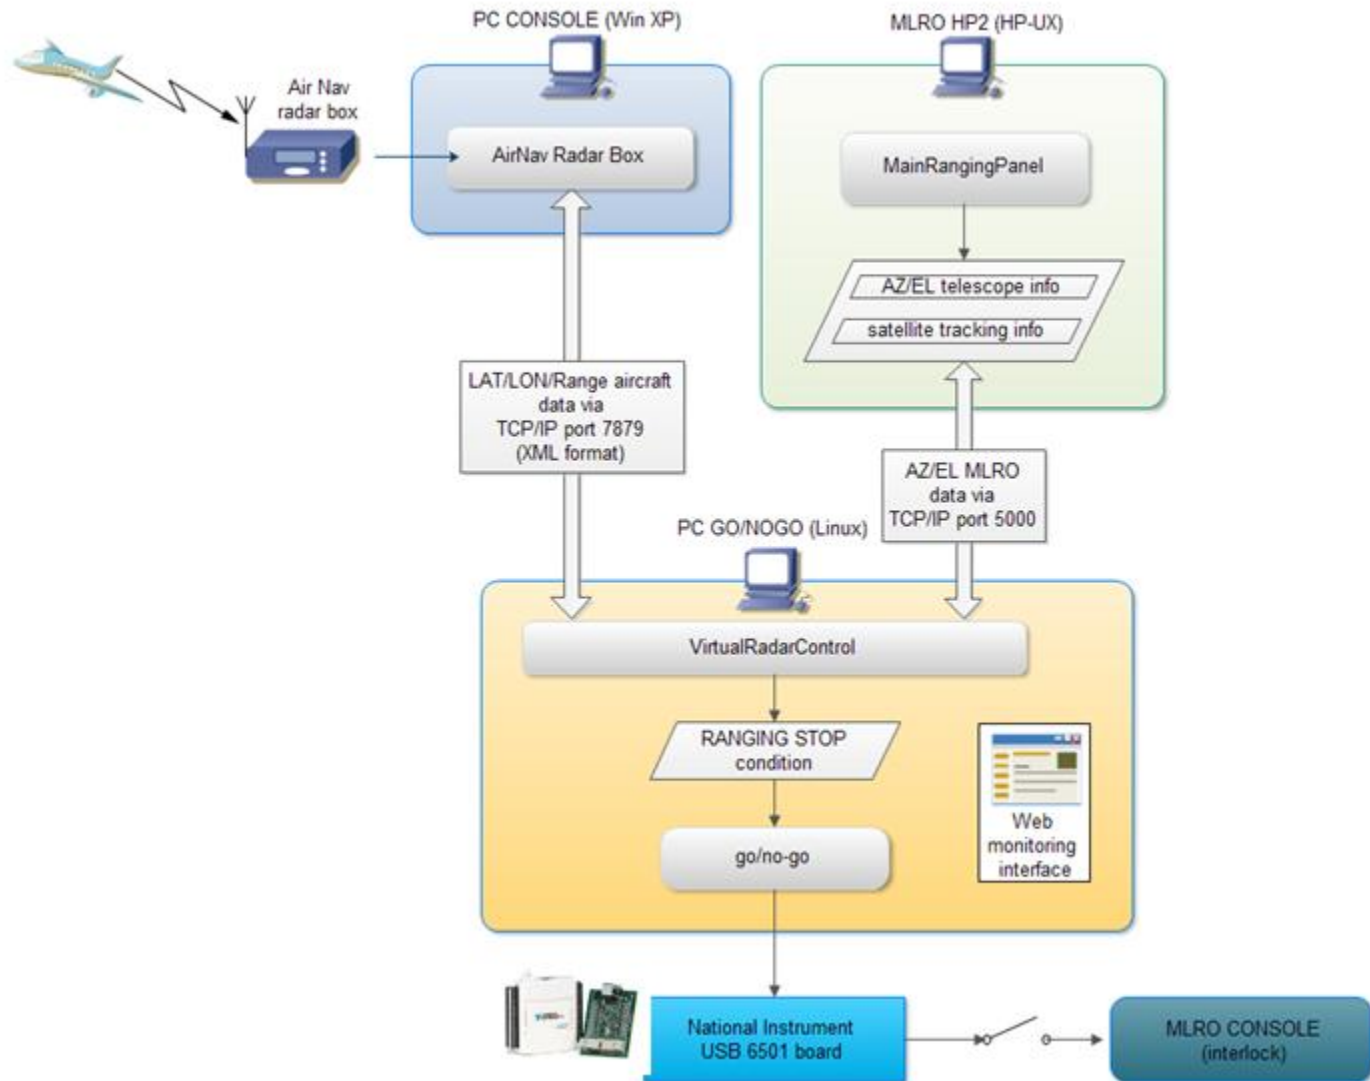 PC CONSOLE (Win XP)
MLRO HP2 (HP-UX)
Air Nav
radar box
AirNav Radar Box
MainRangingPanel
AZ/EL telescope info
satellite tracking info
LAT/LON/Range aircraft
data via
TCP/IP port 7879
(XML format)
AZ/EL MLRO
data via
TCP/IP port 5000
PC GO/NOGO (Linux)
VirtualRadarControl
RANGING STOP
condition
Web
monitoring
interface
go/no-go
National Instrument
USB 6501 board
MLRO CONSOLE
(interlock)